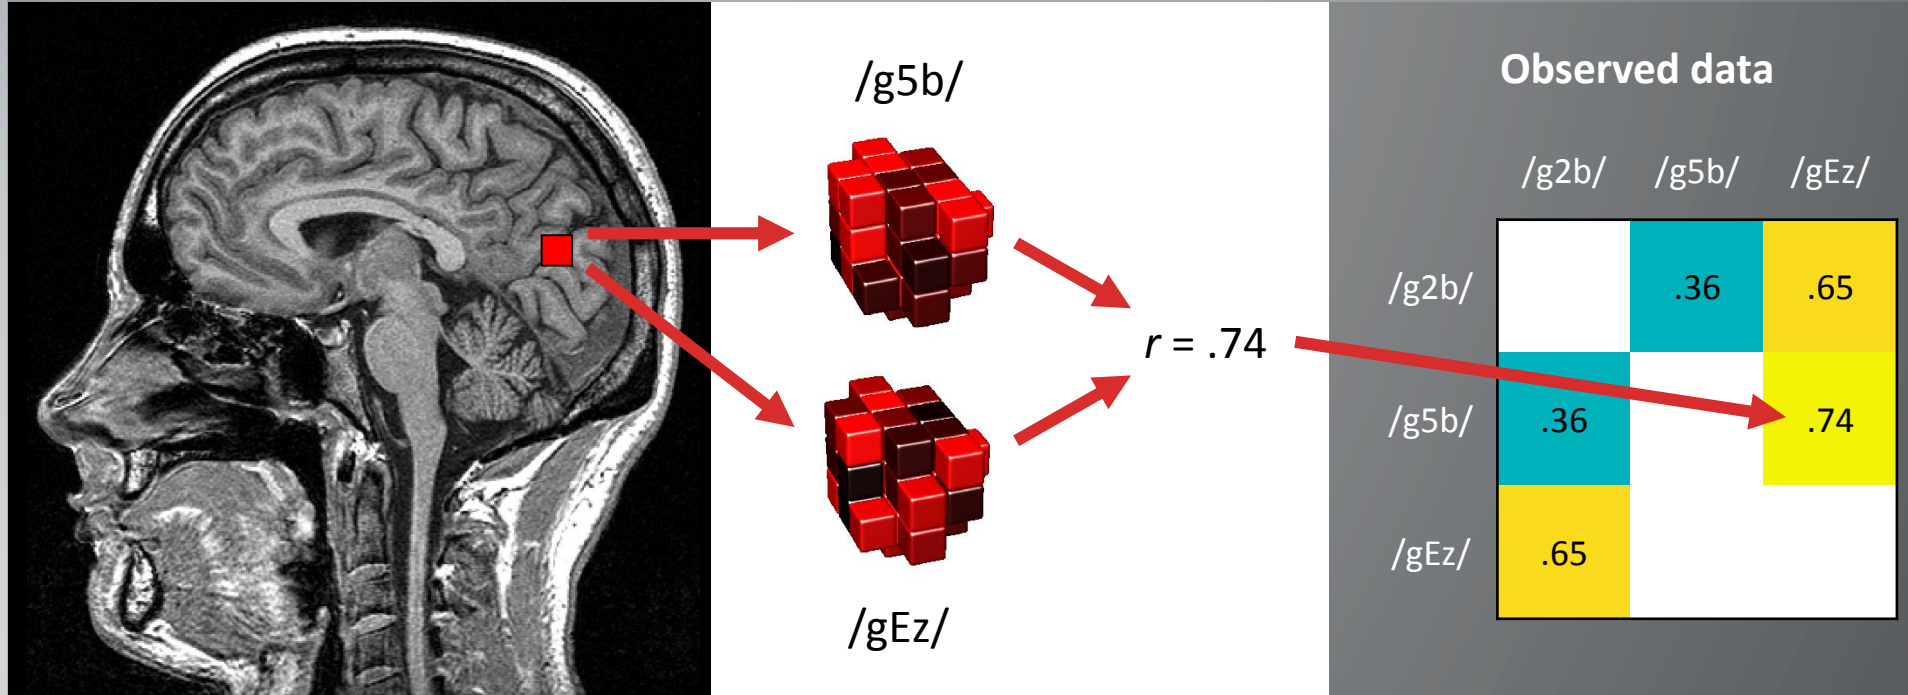 /g5b/
r = .74
/gEz/
Observed data
/g2b/ /g5b/ /gEz/
/g2b/ .36 .65
/g5b/ .36 .74
/gEz/ .65